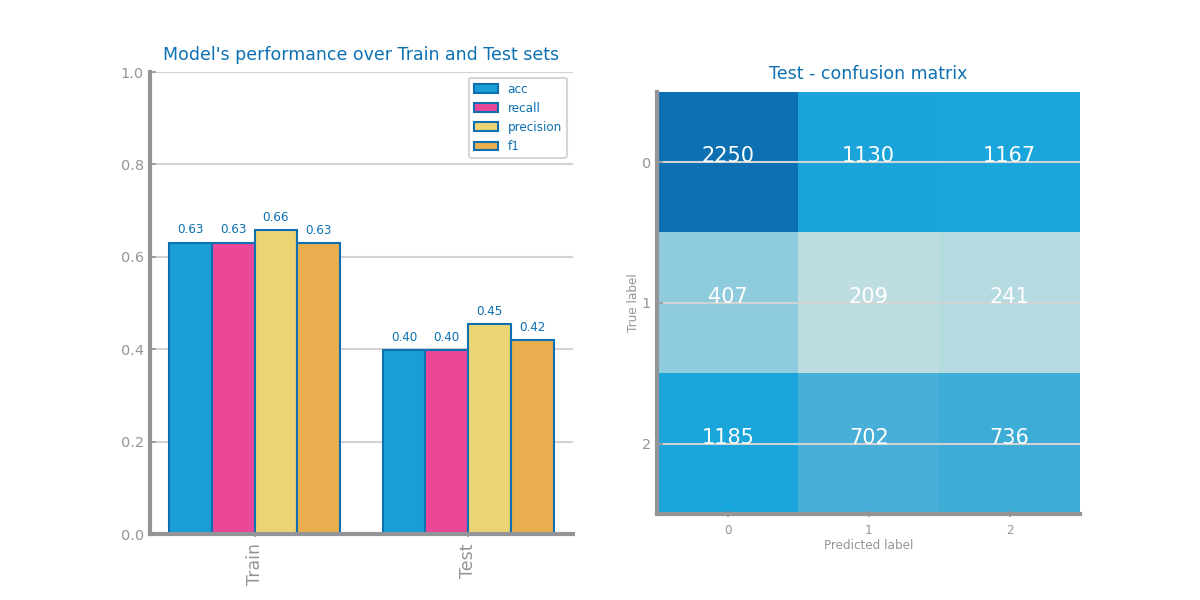 Model's performance over Train and Test sets
1.0
0.8
0.6
0.4
0.2
0.0
acc
recall
precision
f1
0.63
0.63
0.66
0.63
0.40
0.40
0.45
0.42
Train
Test
Test - confusion matrix
True label
0
1
2
2250 1130 1167
407 209 241
1185 702 736
0 1 2
Predicted label